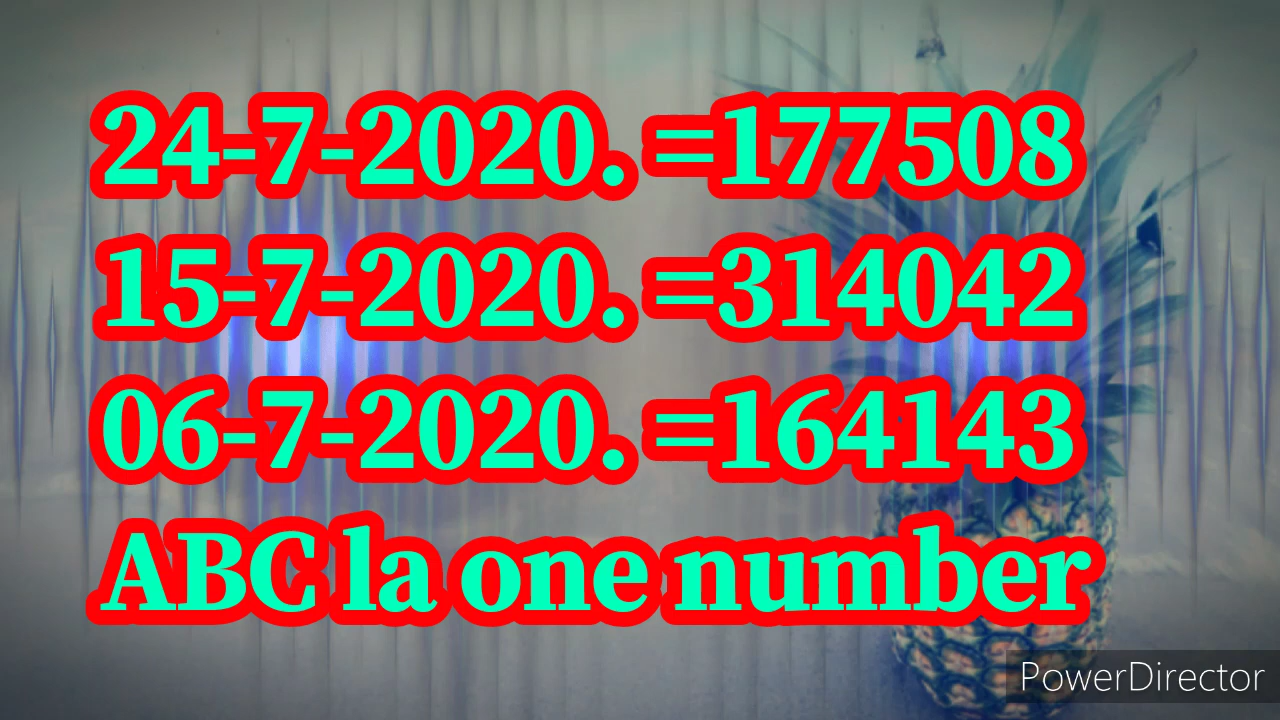 24-7-2020. =177508
15-7-2020. =314042
06-7-2020. =164143
ABC la one number
PowerDirector